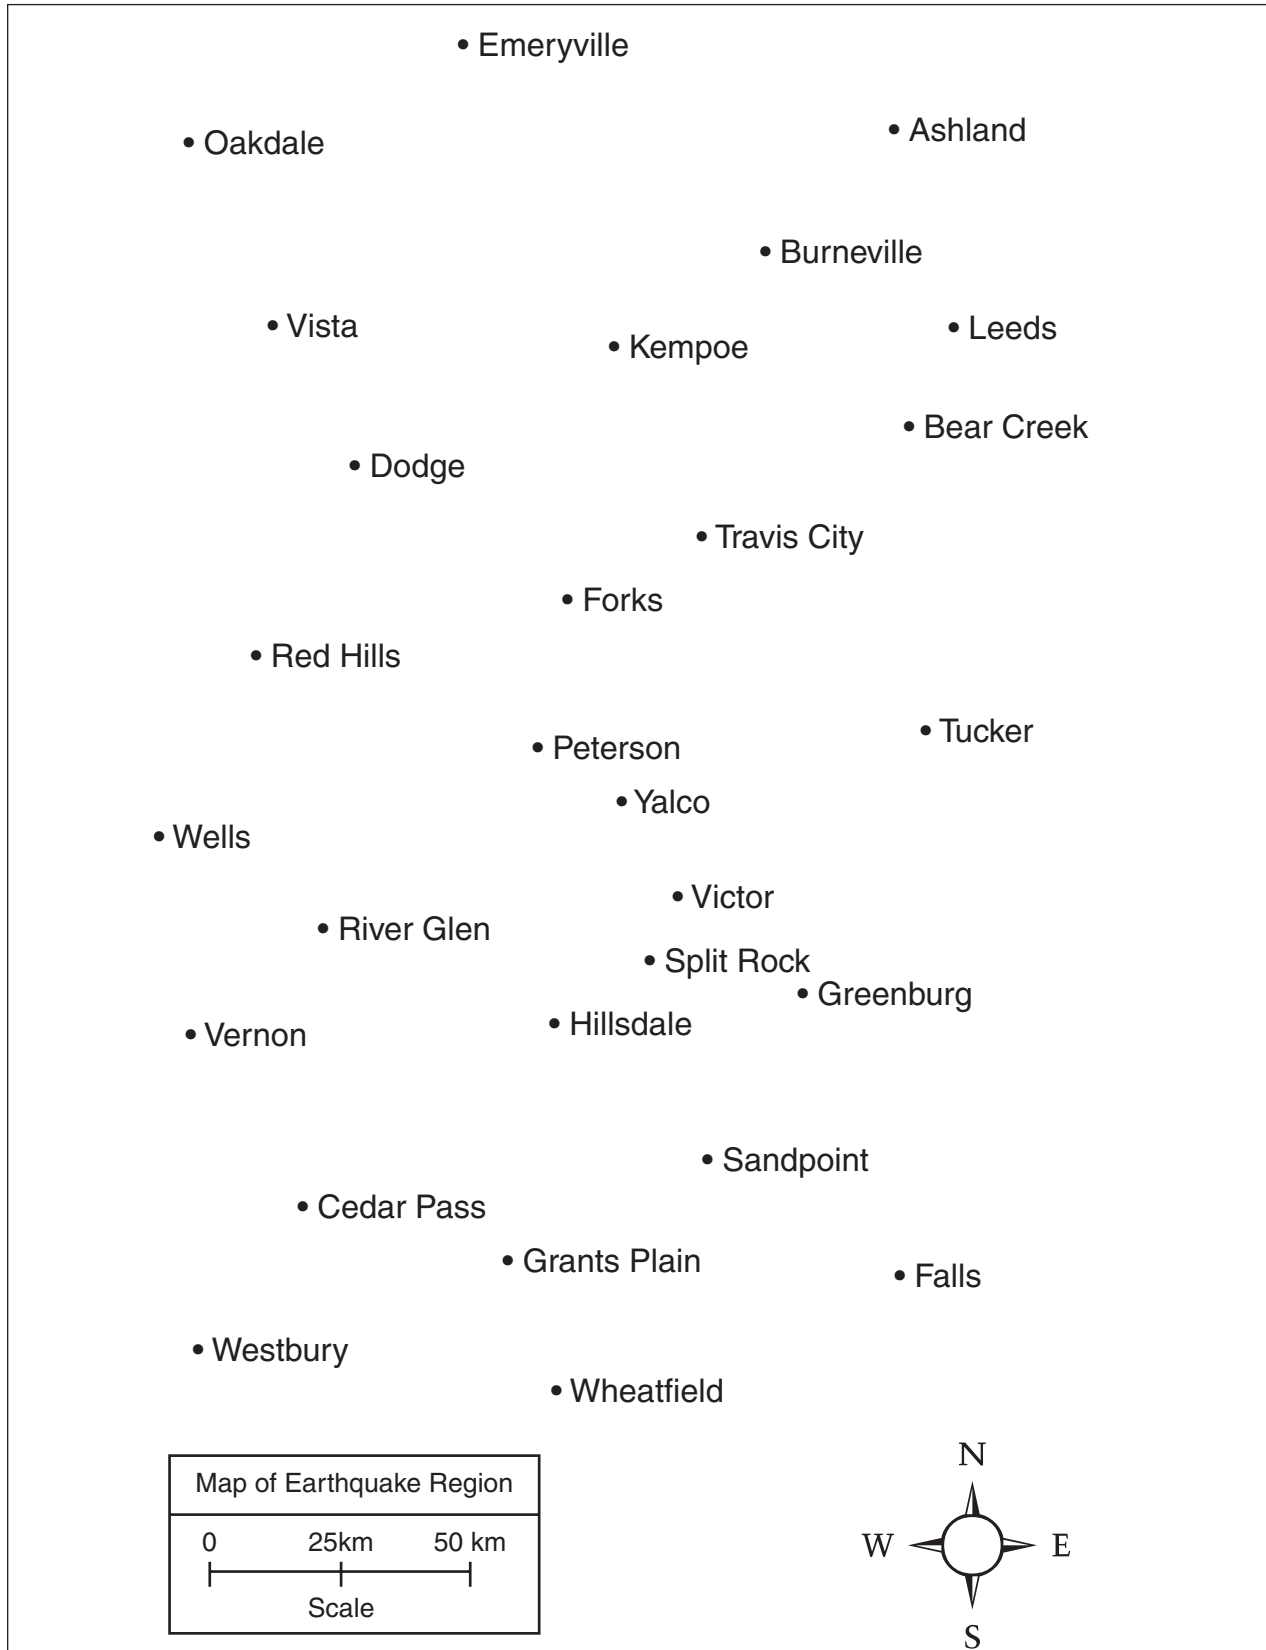 Emeryville
Ashland
Oakdale
Burneville
Vista
Leeds
Kempoe
Bear Creek
Dodge
Travis City
Forks
Red Hills
Tucker
Peterson
Yalco
Wells
Victor
River Glen
Split Rock
Greenburg
Hillsdale
Vernon
Sandpoint
Cedar Pass
Grants Plain
Falls
Westbury
Wheatfield
Map of Earthquake Region
0 25km 50 km
Scale
N
W E
S